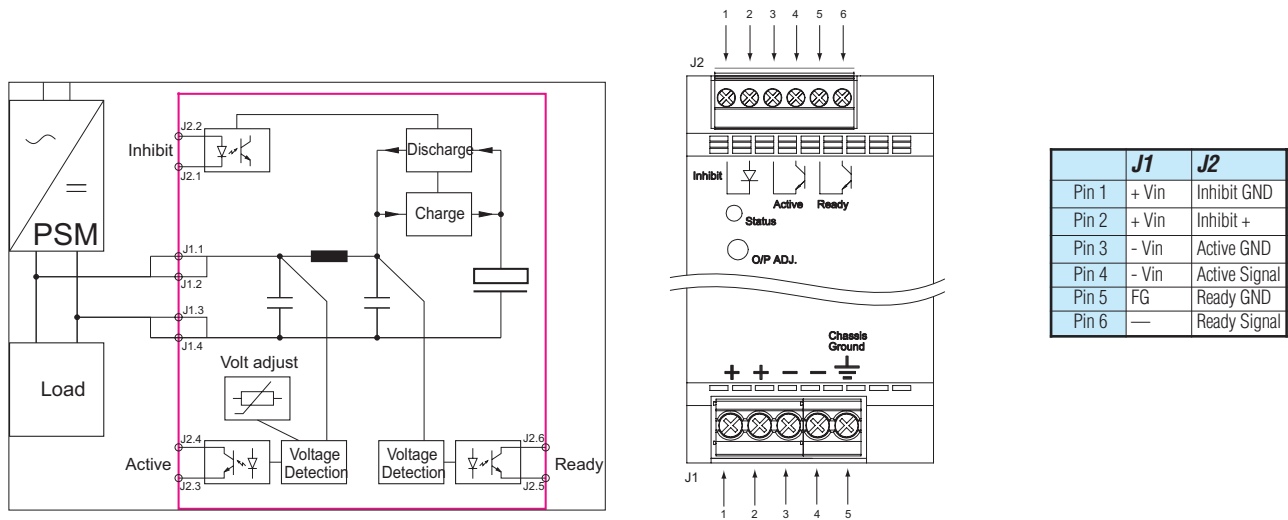 J2.2
Inhibit
J2.1
Discharge
Charge
PSM
J1.1
J1.2
J1.3
J1.4
Load
Volt adjust
J2.4
Active
J2.3
Voltage
Detection
Voltage
Detection
J2.6
Ready
J2.5
1 2 3 4 5 6
J2
Inhibit
Active
Ready
Status
O/P ADJ.
Chassis
Ground
+ + − −
J1
1 2 3 4 5
J1 J2
Pin 1 + Vin Inhibit GND
Pin 2 + Vin Inhibit +
Pin 3 - Vin Active GND
Pin 4 - Vin Active Signal
Pin 5 FG Ready GND
Pin 6 — Ready Signal